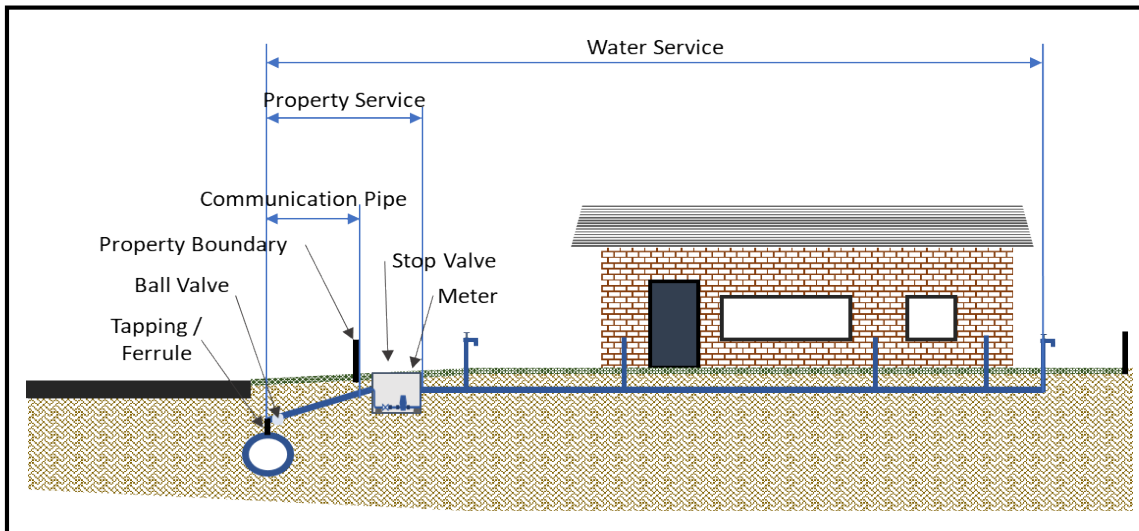 Water Service
Property Service
Communication Pipe
Property Boundary
Stop Valve
Ball Valve
Meter
Tapping /
Ferrule